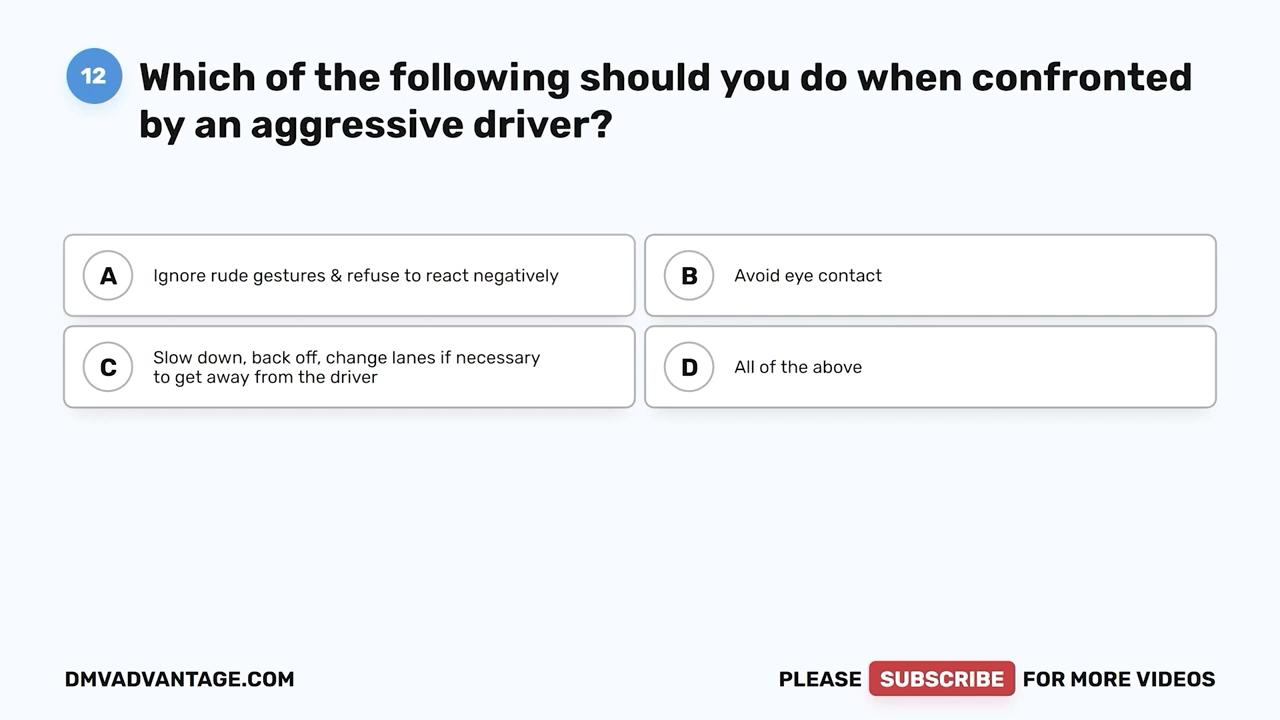 12
Which of the following should you do when confronted
by an aggressive driver?
A
Ignore rude gestures & refuse to react negatively
B
Avoid eye contact
C
Slow down, back off, change lanes if necessary
to get away from the driver
D
All of the above
DMVADVANTAGE.COM
PLEASE SUBSCRIBE FOR MORE VIDEOS